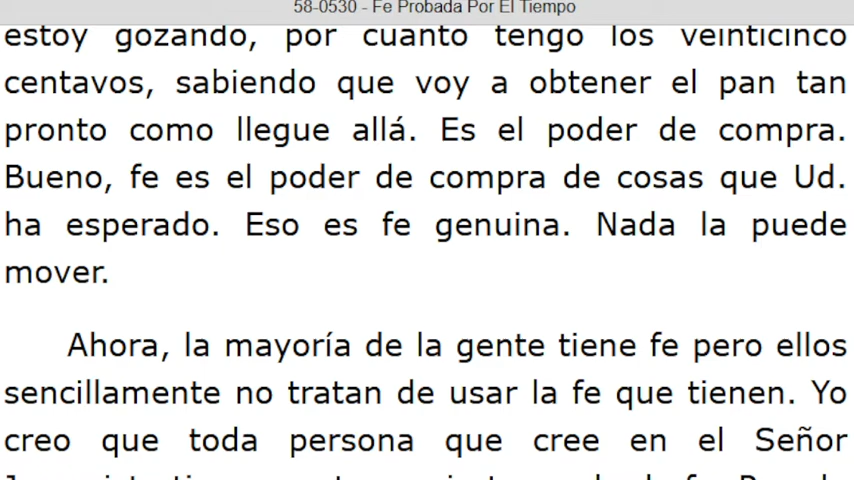 58-0530 - Fe Probada Por El Tiempo
estoy gozando, por cuanto tengo los veinticinco
centavos, sabiendo que voy a obtener el pan tan
pronto como llegue allá. Es el poder de compra.
Bueno, fe es el poder de compra de cosas que Ud.
ha esperado. Eso es fe genuina. Nada la puede
mover.
Ahora, la mayoría de la gente tiene fe pero ellos
sencillamente no tratan de usar la fe que tienen. Yo
creo que toda persona que cree en el Señor